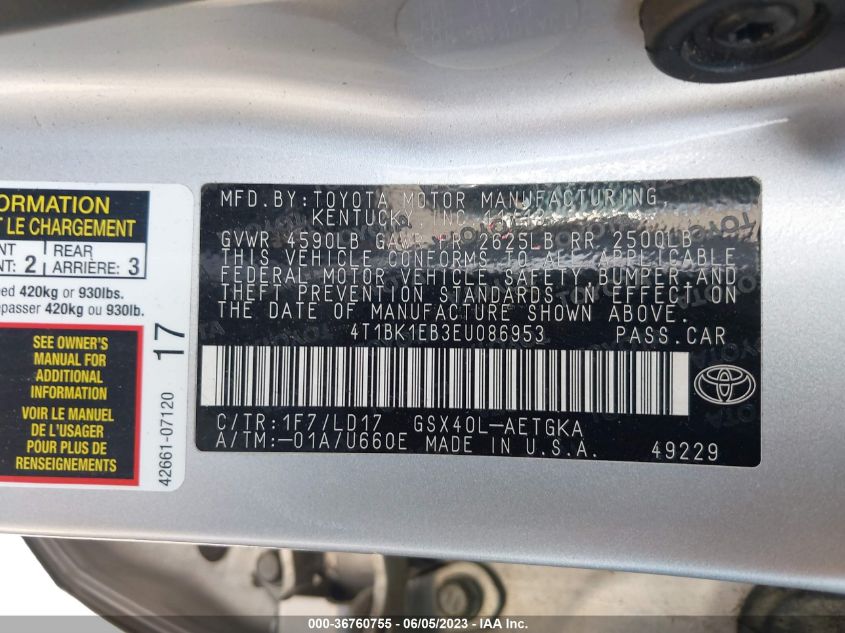 FORMATION
T LE CHARGEMENT
NT : 2 REAR ARRIÈRE: 3
ed 420kg or 930lbs.
epasser 420kg ou 930lb.
SEE OWNER'S
MANUAL FOR
ADDITIONAL
INFORMATION
VOIR LE MANUEL
DE L'USAGER
POUR PLUS DE
RENSEIGNEMENTS
17
42661-07120
MFD.BY:TOYOTA MOTOR MANUFACTURING,
KENTUCKY, INC.
GVWR 4590LB GAWR FR 2625LB RR 2500LB
THIS VEHICLE CONFORMS TO ALL APPLICABLE
FEDERAL MOTOR VEHICLE SAFETY BUMPER AND
THEFT PREVENTION STANDARDS IN EFFECT ON
THE DATE OF MANUFACTURE SHOWN ABOVE.
4T1BK1EB3EU086953 PASS.CAR
C/TR:1F7/LD17 GSX40L-AETGKA
A/TM:-01A/U660E MADE IN U.S.A. 49229
000-36760755 - 06/05/2023 - IAA Inc.